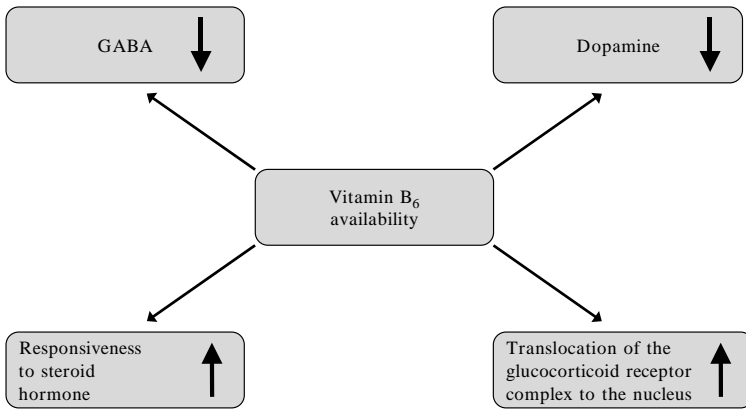 GABA
Dopamine
Vitamin B₆
availability
Responsiveness
to steroid
hormone
Translocation of the
glucocorticoid receptor
complex to the nucleus